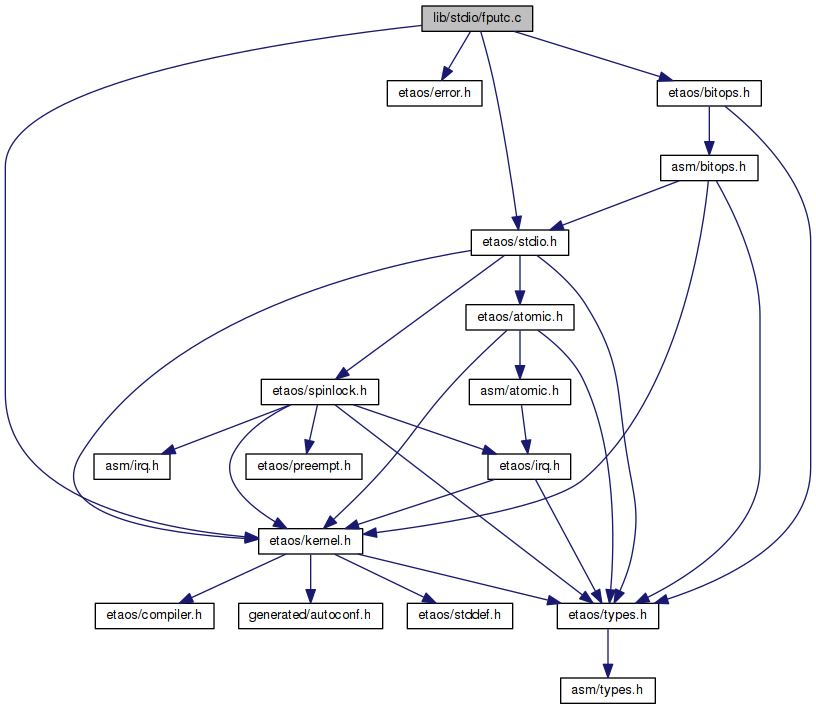 lib/stdio/fputc.c
etaos/error.h
etaos/bitops.h
asm/bitops.h
etaos/stdio.h
etaos/atomic.h
etaos/spinlock.h
asm/atomic.h
asm/irq.h
etaos/preempt.h
etaos/irq.h
etaos/kernel.h
etaos/compiler.h
generated/autoconf.h
etaos/stddef.h
etaos/types.h
asm/types.h